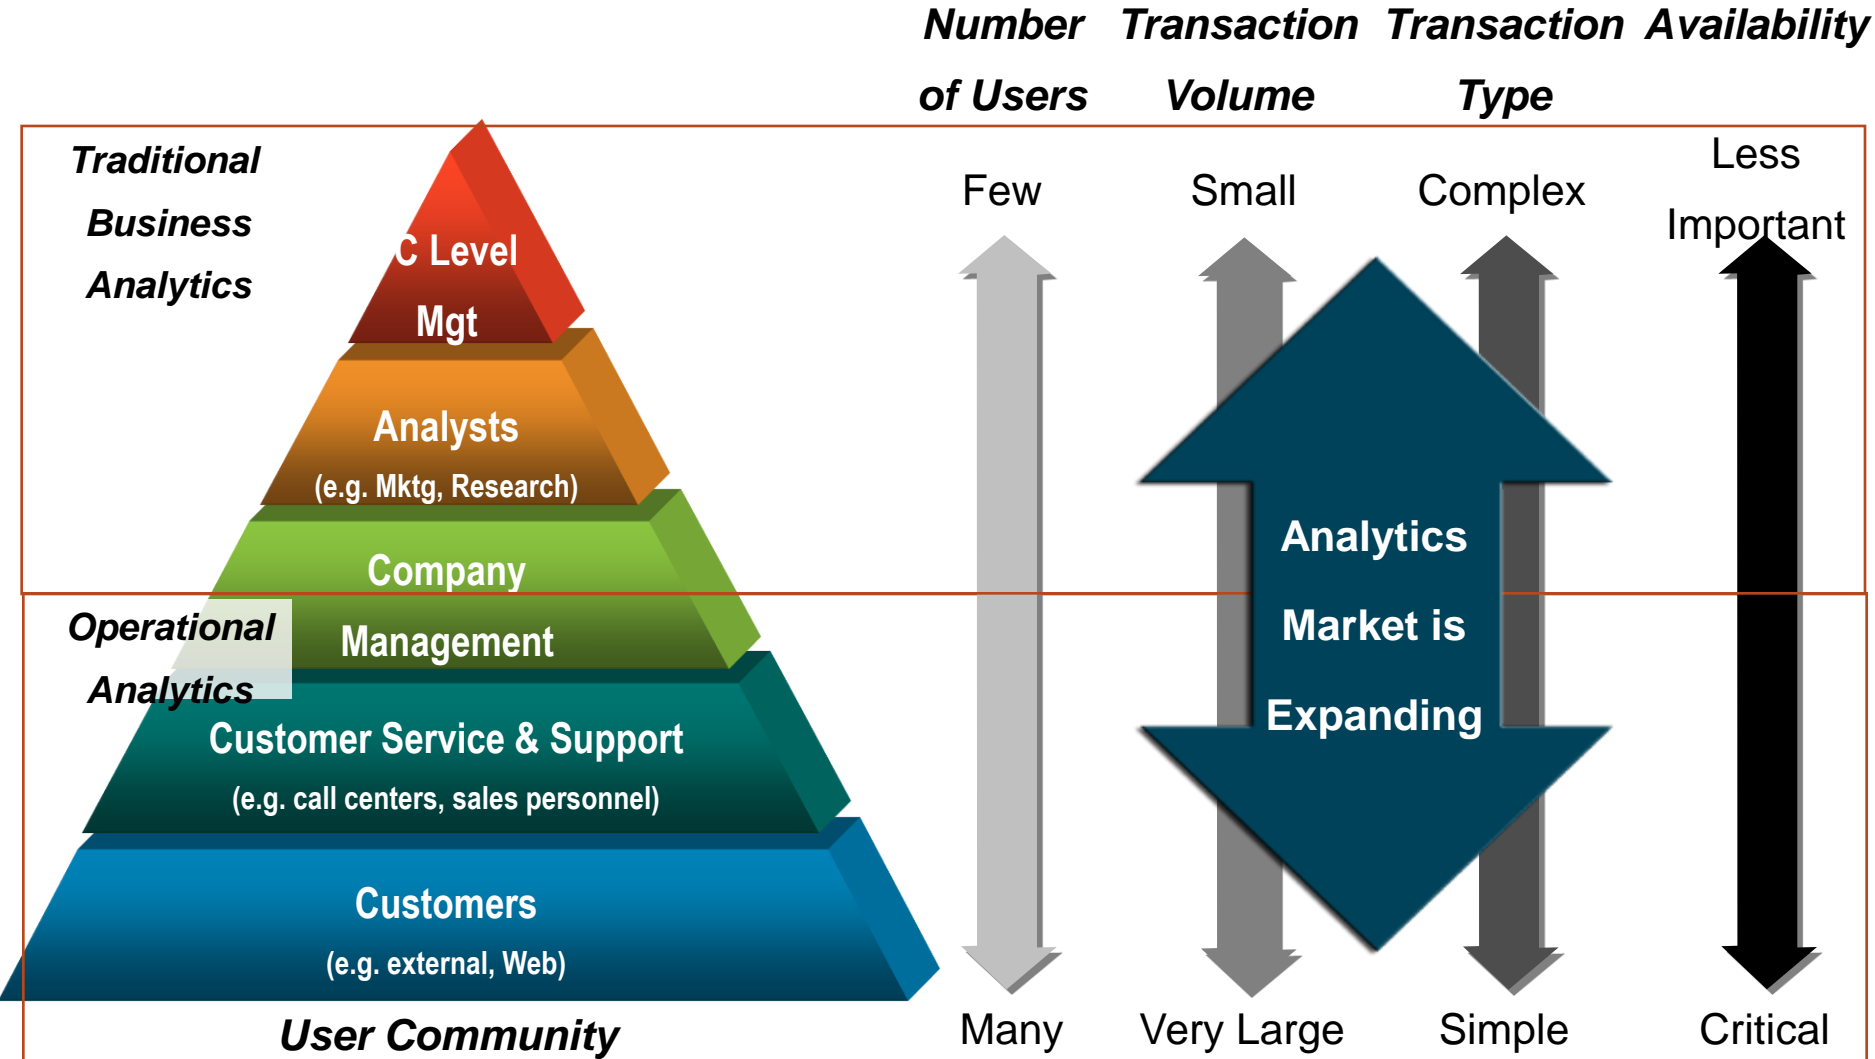 Number Transaction Transaction Availability
of Users Volume Type
Traditional
Business
Analytics
Few Small Complex Less
Important
C Level
Mgt
Analysts
(e.g. Mktg, Research)
Company
Management
Operational
Analytics
Customer Service & Support
(e.g. call centers, sales personnel)
Customers
(e.g. external, Web)
Analytics
Market is
Expanding
User Community
Many Very Large Simple Critical